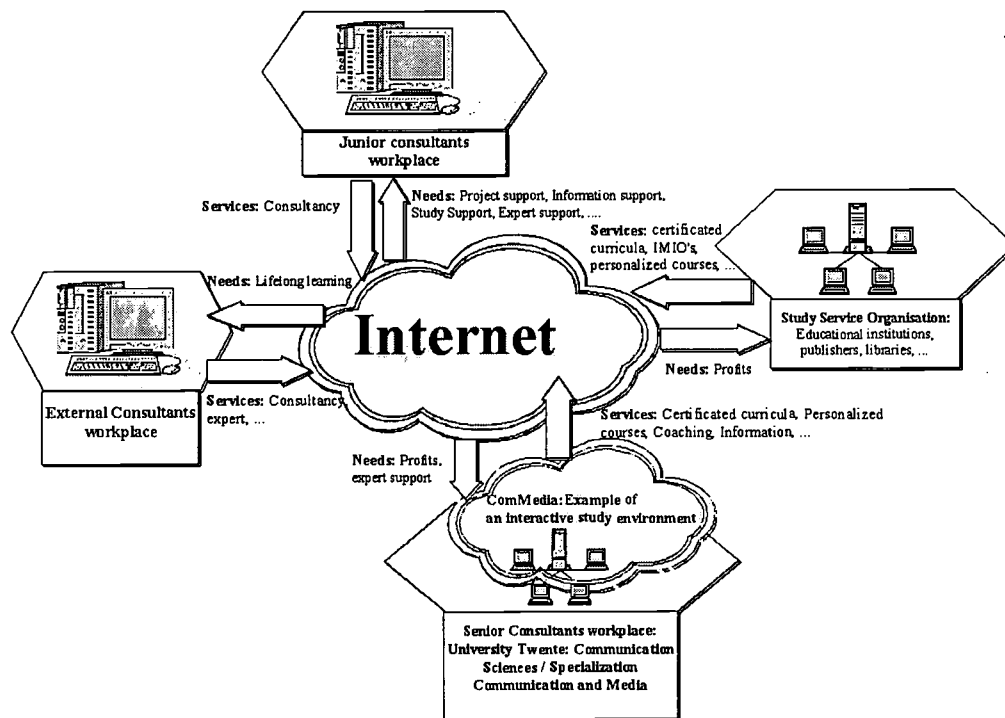 Junior consultants
workplace
Services: Consultancy
Needs: Project support, Information support,
Study Support, Expert support, ....
Services: certificated
curricula, IMIO's,
personalized courses, ...
Needs: Lifelong learning
Internet
Study Service Organisation:
Educational institutions,
publishers, libraries, ...
Needs: Profits
External Consultants
workplace
Services: Consultancy,
expert, ...
Services: Certificated curricula, Personalized
courses, Coaching, Information, ...
Needs: Profits,
expert support
ComMedia: Example of
an interactive study environment
Senior Consultants workplace:
University Twente: Communication
Sciences / Specialization
Communication and Media